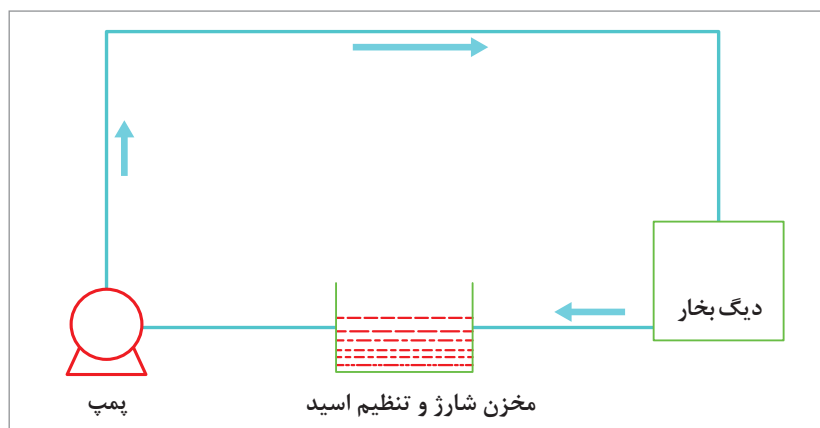 دیگ بخار
مخزن شارژ و تنظیم اسید
پمپ